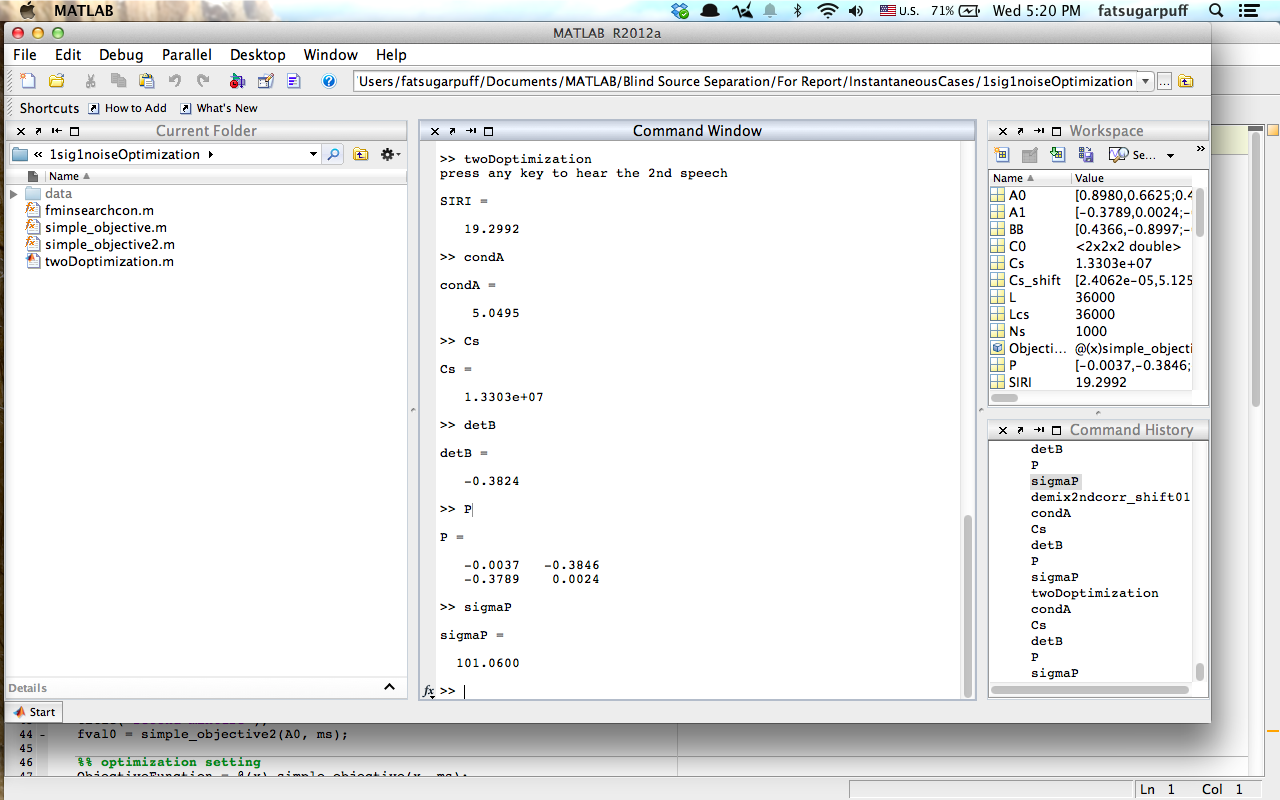 MATLAB
U.S. 71% Wed 5:20 PM fatsugarpuff
MATLAB R2012a
File Edit Debug Parallel Desktop Window Help
'Users/fatsugarpuff/Documents/MATLAB/Blind Source Separation/For Report/InstantaneousCases/1sig1noiseOptimization
Shortcuts How to Add What's New
Current Folder
« 1sig1noiseOptimization
Name
data
fminsearchcon.m
simple_objective.m
simple_objective2.m
twoDoptimization.m
Details
Start
Command Window
>> twoDoptimization
press any key to hear the 2nd speech
SIRI =
19.2992
>> condA
condA =
5.0495
>> Cs
Cs =
1.3303e+07
>> detB
detB =
-0.3824
>> P
P =
-0.0037 -0.3846
-0.3789 0.0024
>> sigmaP
sigmaP =
101.0600
fx >>
Workspace
Se...
Name Value
A0 [0.8980,0.6625;0.4
A1 [-0.3789,0.0024;-
BB [0.4366,-0.8997;-
C0 <2x2x2 double>
Cs 1.3303e+07
Cs_shift [2.4062e-05,5.125
L 36000
Lcs 36000
Ns 1000
Objecti... @(x)simple_objecti
P [-0.0037,-0.3846;
SIRI 19.2992
Command History
detB
P
sigmaP
demix2ndcorr_shift01
condA
Cs
detB
P
sigmaP
twoDoptimization
condA
Cs
detB
P
sigmaP
44 - fval0 = simple_objective2(A0, ms);
45
46 %% optimization setting
47 ObjectiveFunction = @(x) simple_objective(x, ms);
Ln 1 Col 1